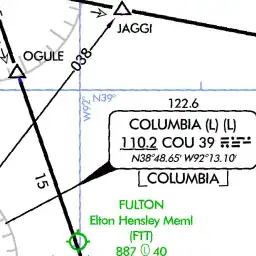 JAGGI
OGULE
038
N39°
W92°
122.6
COLUMBIA (L) (L)
110.2 COU 39
N38°48.65' W92°13.10'
COLUMBIA
15
FULTON
Elton Hensley Meml
(FTT)
887 Ⓛ 40